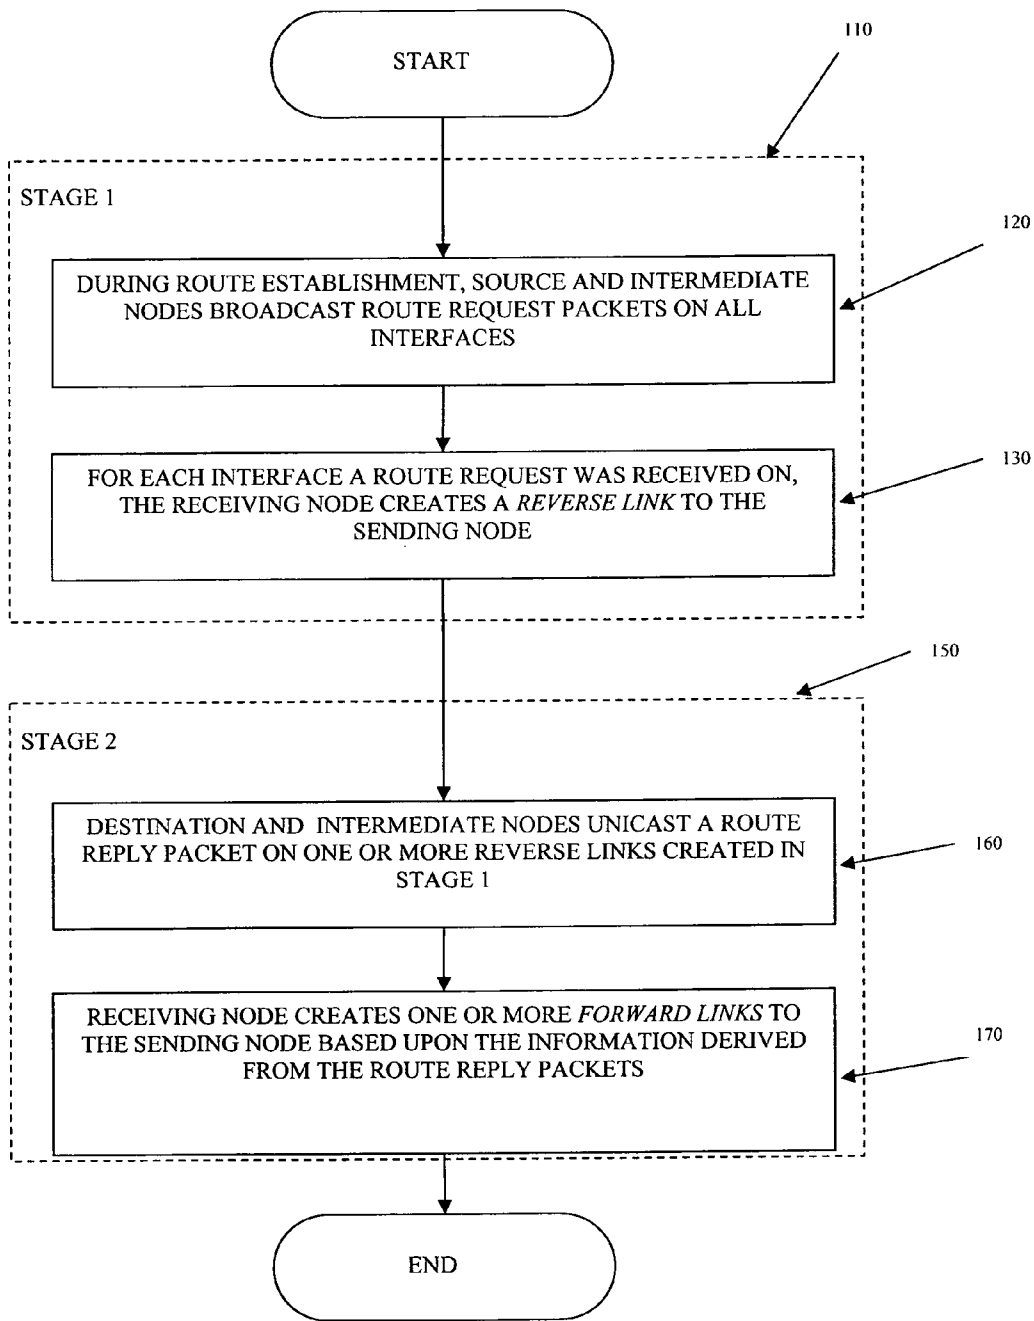 110
START
STAGE 1
120
DURING ROUTE ESTABLISHMENT, SOURCE AND INTERMEDIATE
NODES BROADCAST ROUTE REQUEST PACKETS ON ALL
INTERFACES
130
FOR EACH INTERFACE A ROUTE REQUEST WAS RECEIVED ON,
THE RECEIVING NODE CREATES A REVERSE LINK TO THE
SENDING NODE
150
STAGE 2
DESTINATION AND INTERMEDIATE NODES UNICAST A ROUTE
REPLY PACKET ON ONE OR MORE REVERSE LINKS CREATED IN
STAGE 1
160
RECEIVING NODE CREATES ONE OR MORE FORWARD LINKS TO
THE SENDING NODE BASED UPON THE INFORMATION DERIVED
FROM THE ROUTE REPLY PACKETS
170
END